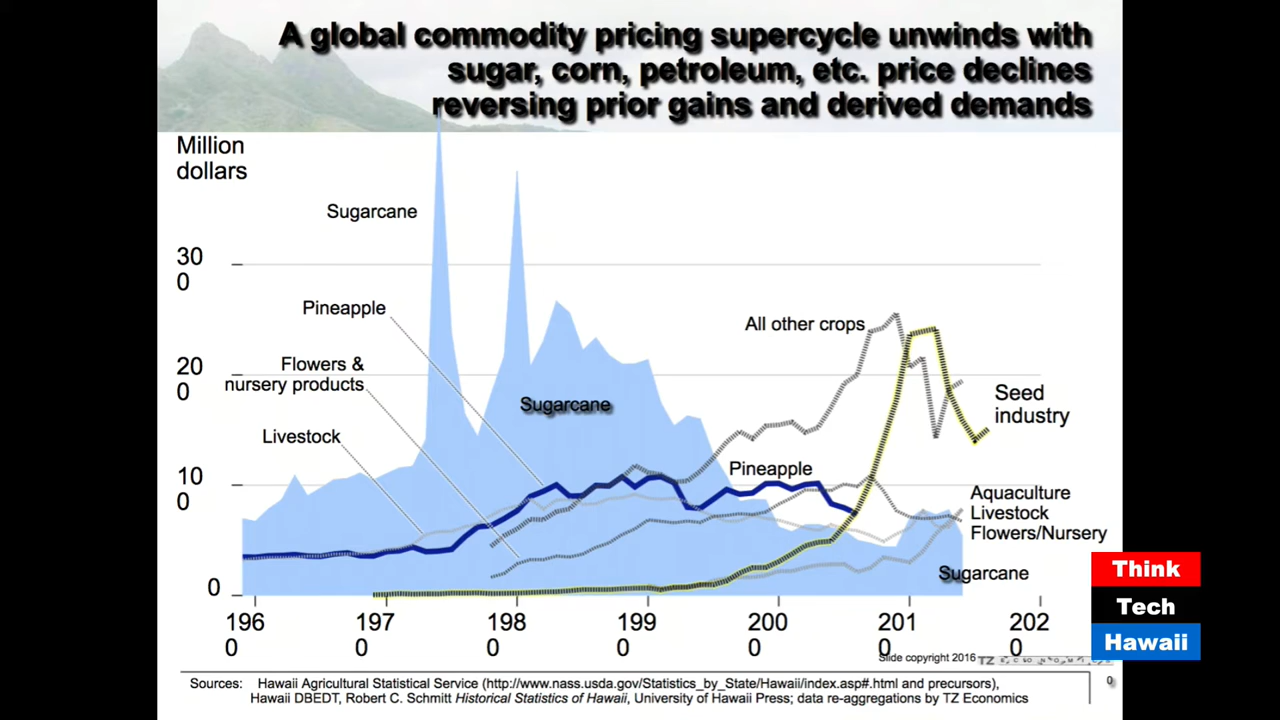 A global commodity pricing supercycle unwinds with
sugar, corn, petroleum, etc. price declines
reversing prior gains and derived demands
Million
dollars
Sugarcane
30
0
Pineapple
All other crops
Flowers &
nursery products
20
0
Seed
industry
Sugarcane
Livestock
Pineapple
10
0
Aquaculture
Livestock
Flowers/Nursery
Sugarcane
0
196
0
197
0
198
0
199
0
200
0
201
0
202
0
Think
Tech
Hawaii
Slide copyright 2016 TZ
Sources: Hawaii Agricultural Statistical Service (http://www.nass.usda.gov/Statistics_by_State/Hawaii/index.asp#.html and precursors),
Hawaii DBEDT, Robert C. Schmitt Historical Statistics of Hawaii, University of Hawaii Press; data re-aggregations by TZ Economics
0